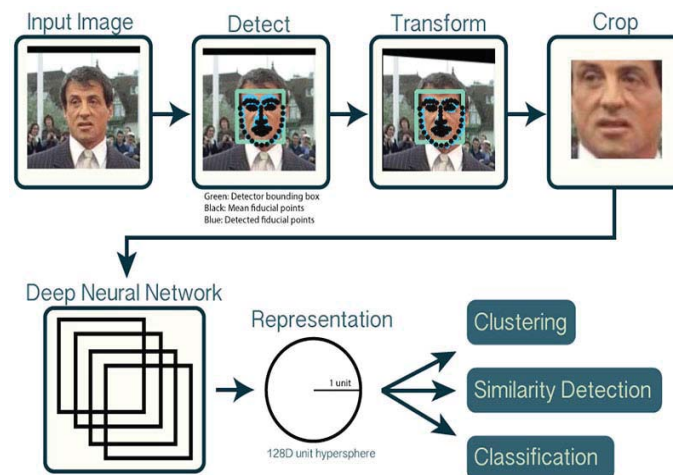 Input Image
Detect
Transform
Crop
Green: Detector bounding box
Black: Mean fiducial points
Blue: Detected fiducial points
Deep Neural Network
Representation
1 unit
128D unit hypersphere
Clustering
Similarity Detection
Classification